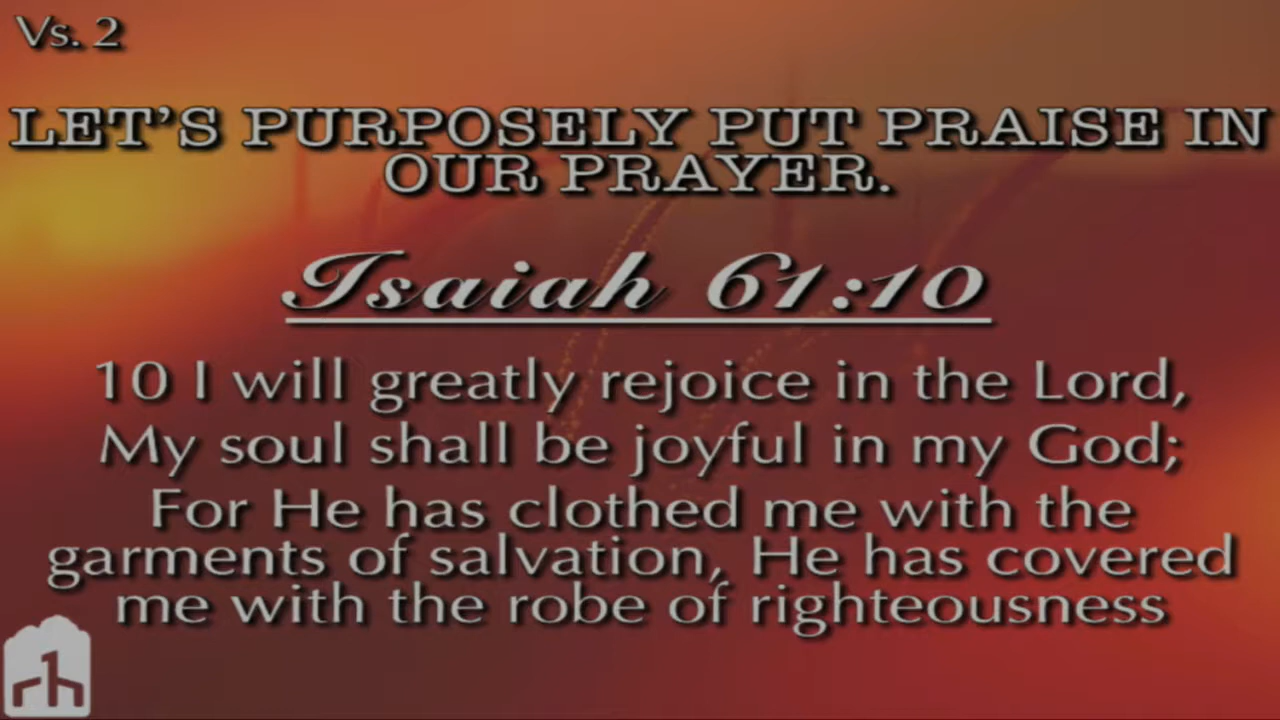 Vs. 2
LET'S PURPOSELY PUT PRAISE IN
OUR PRAYER.
Isaiah 61:10
10 I will greatly rejoice in the Lord,
My soul shall be joyful in my God;
For He has clothed me with the
garments of salvation, He has covered
me with the robe of righteousness